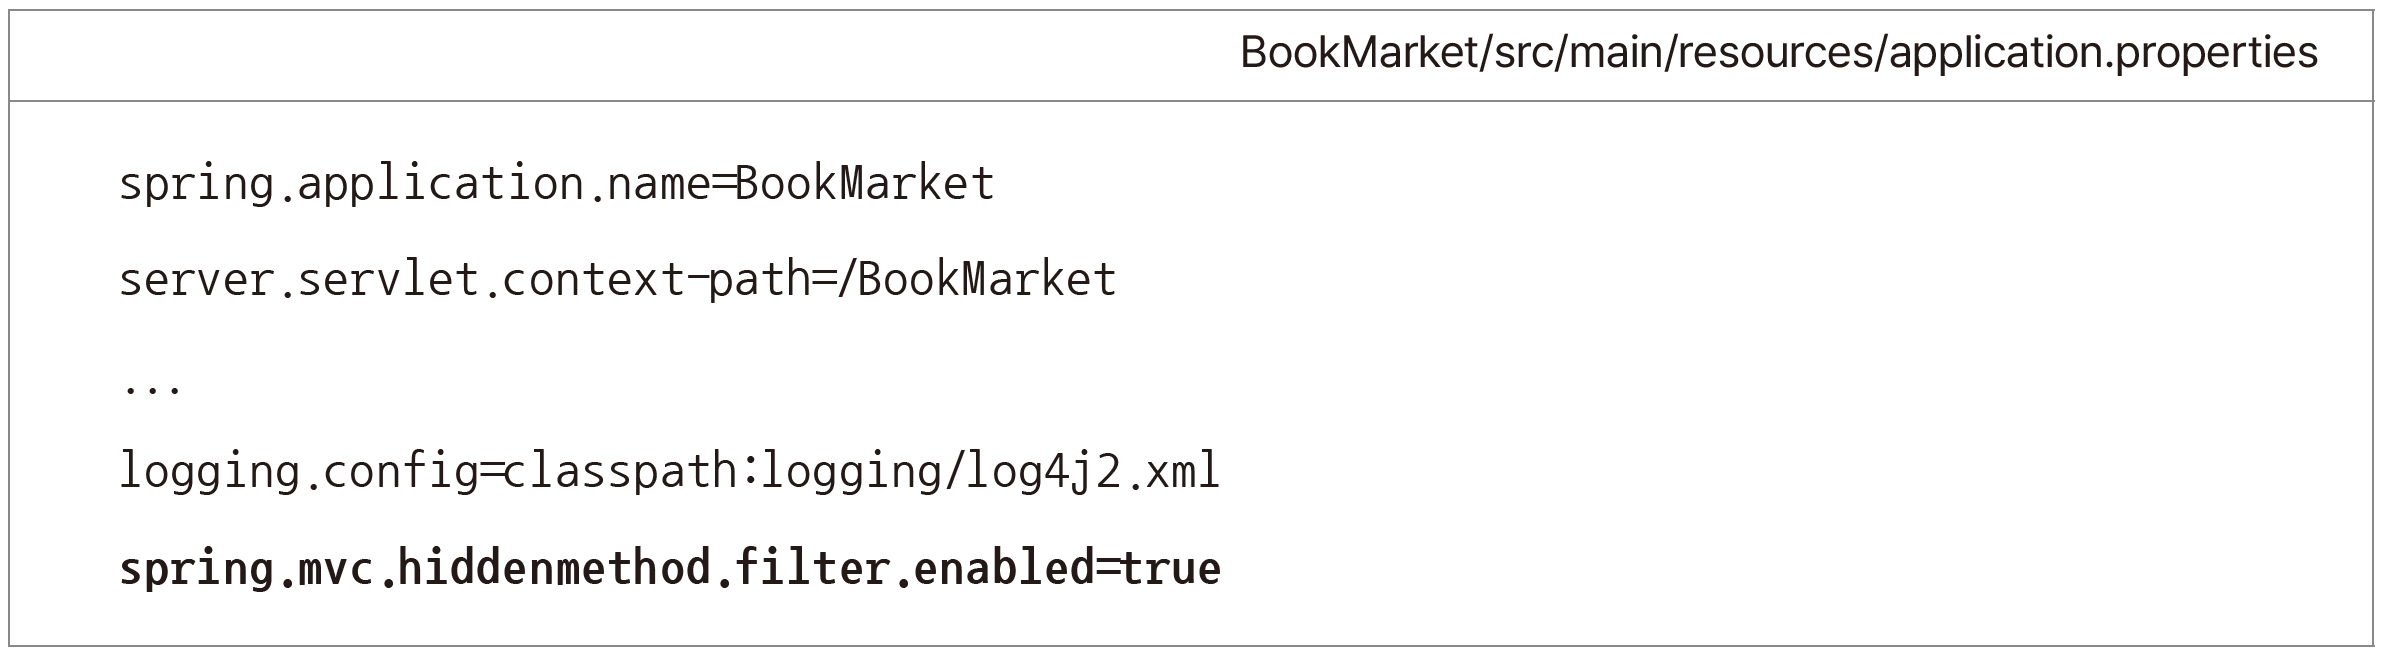 BookMarket/src/main/resources/application.properties
spring.application.name=BookMarket
server.servlet.context-path=/BookMarket
...
logging.config=classpath:logging/log4j2.xml
spring.mvc.hiddenmethod.filter.enabled=true